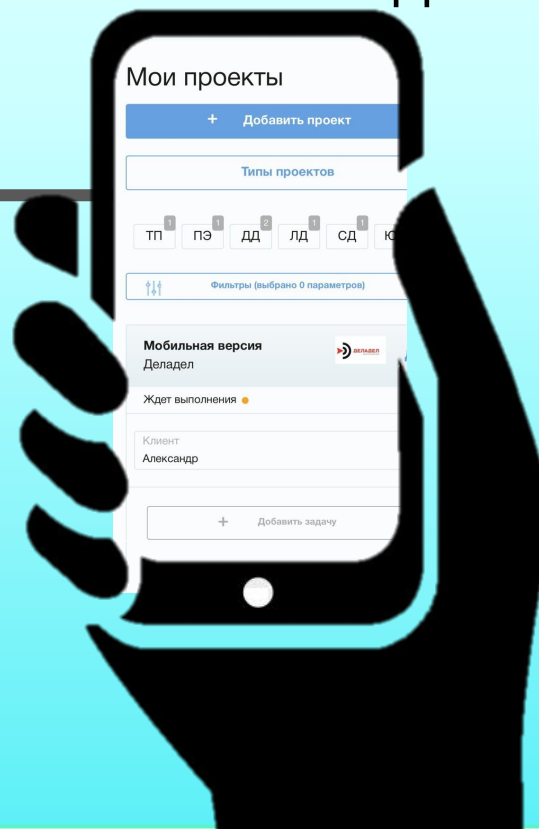 Мои проекты
+ Добавить проект
Типы проектов
1 1 2 1 1
ТП ПЭ ДД ЛД СД
Фильтры (выбрано 0 параметров)
Мобильная версия
ДЕЛАДЕЛ
Деладел
Ждет выполнения
Клиент
Александр
+ Добавить задачу